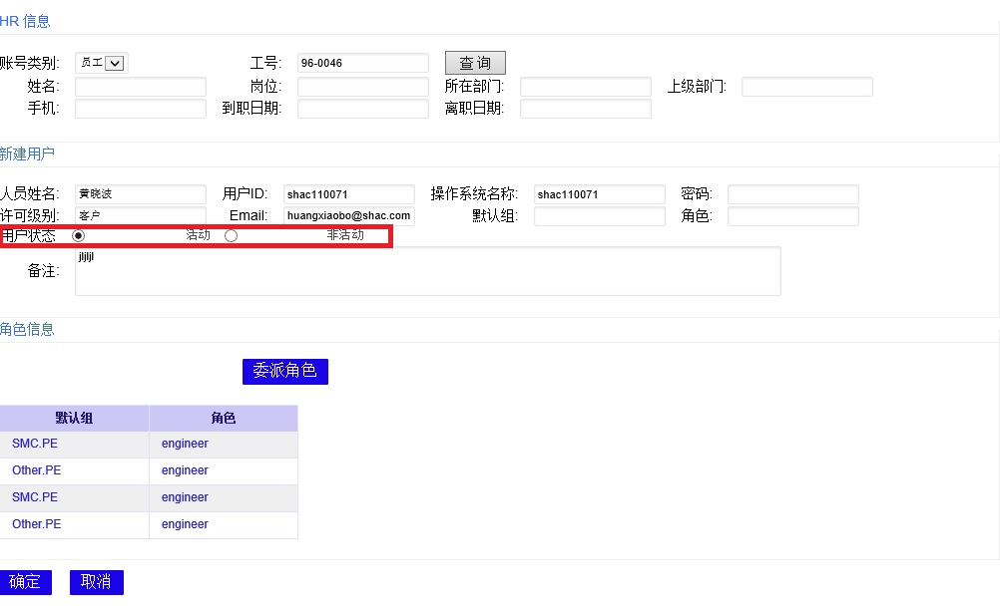 HR 信息
账号类别: 员工 工号: 96-0046 查 询
姓名: 岗位: 所在部门: 上级部门:
手机: 到职日期: 离职日期:
新建用户
人员姓名: 黄晓波 用户ID: shac110071 操作系统名称: shac110071 密码:
许可级别: 客户 Email: huangxiaobo@shac.com 默认组: 角色:
用户状态 活动 非活动
备注: jljljl
角色信息
委派角色
默认组 角色
SMC.PE engineer
Other.PE engineer
SMC.PE engineer
Other.PE engineer
确定 取消